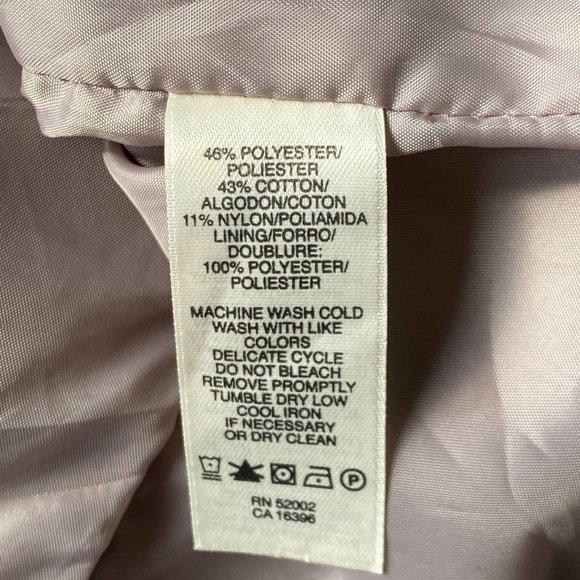 46% POLYESTER/
POLIESTER
43% COTTON/
ALGODON/COTON
11% NYLON/POLIAMIDA
LINING/FORRO/
DOUBLURE:
100% POLYESTER/
POLIESTER
MACHINE WASH COLD
WASH WITH LIKE
COLORS
DELICATE CYCLE
DO NOT BLEACH
REMOVE PROMPTLY
TUMBLE DRY LOW
COOL IRON
IF NECESSARY
OR DRY CLEAN
P
RN 52002
CA 16396